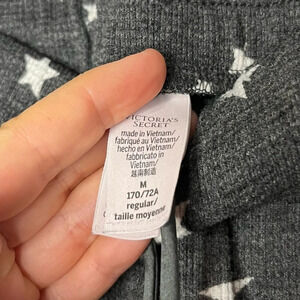 VICTORIA'S
SECRET
made in Vietnam/
fabriqué au Vietnam/
hecho en Vietnam/
fabbricato in
Vietnam/
越南制造
M
170/72A
regular/
taille moyenne